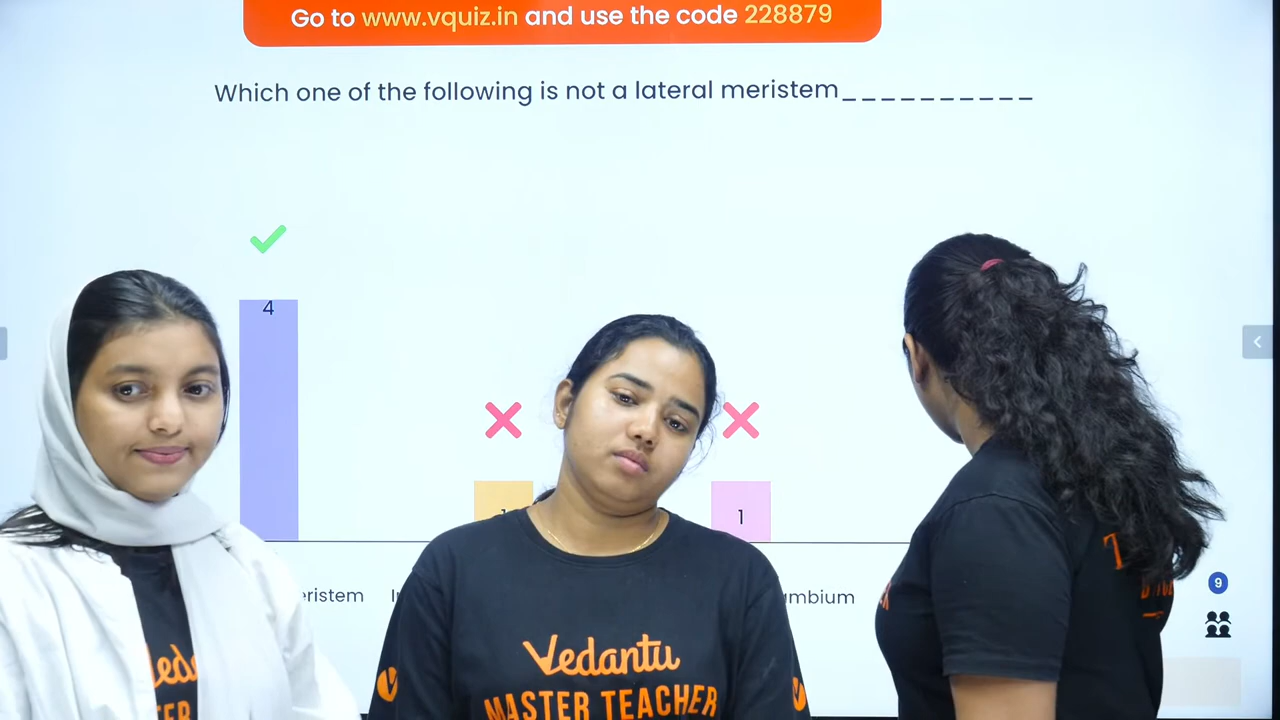 Go to www.vquiz.in and use the code 228879
Which one of the following is not a lateral meristem__________
4
1
eristem
mbium
9
Vedantu
MASTER TEACHER